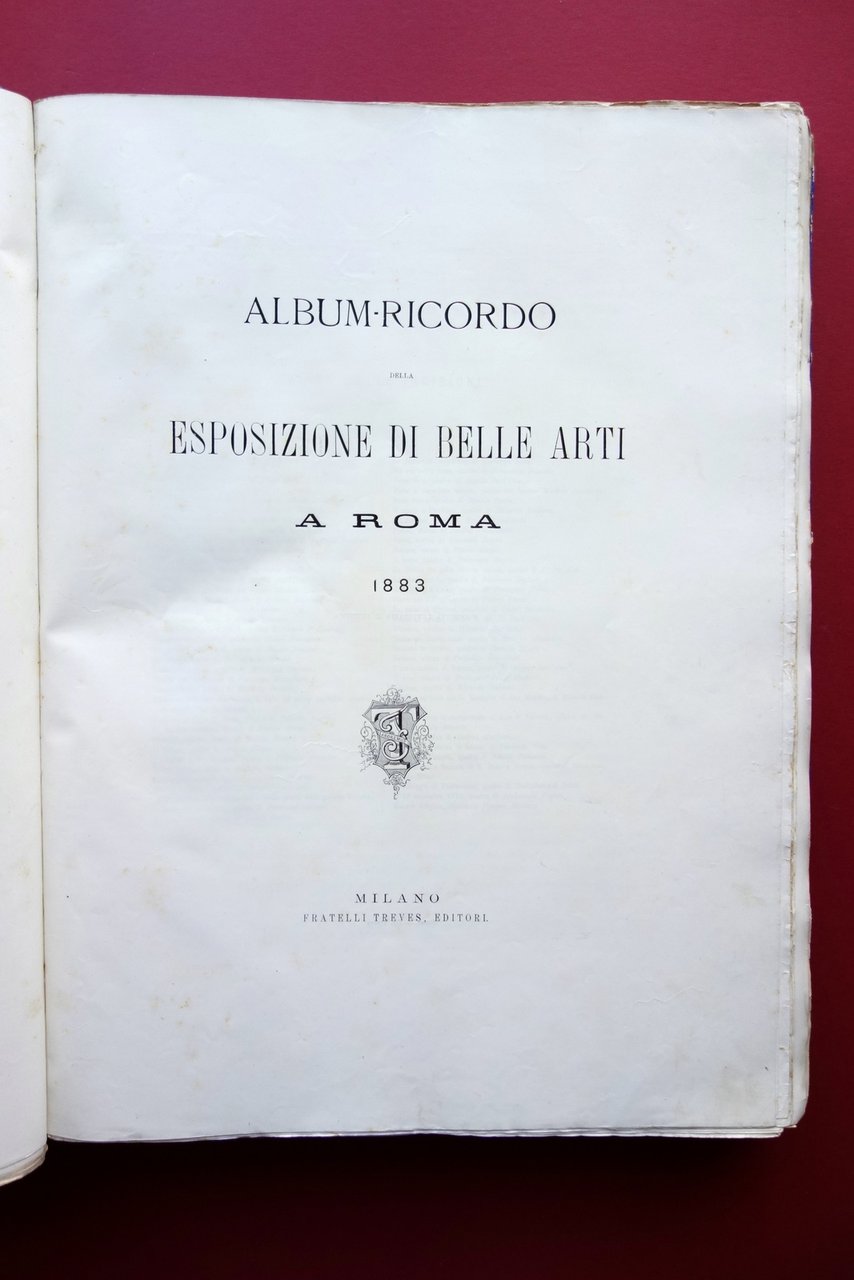 ALBUM-RICORDO
DELLA
ESPOSIZIONE DI BELLE ARTI
A ROMA
1883
MILANO
FRATELLI TREVES, EDITORI.